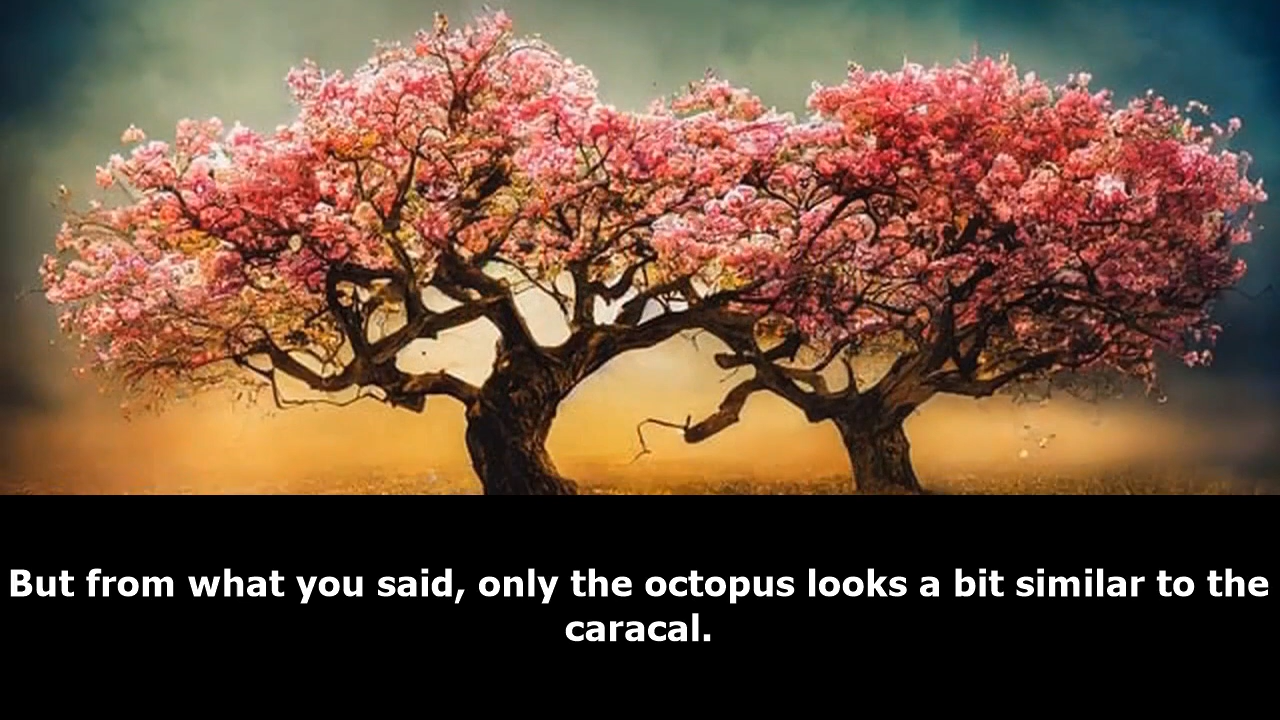 But from what you said, only the octopus looks a bit similar to the
caracal.